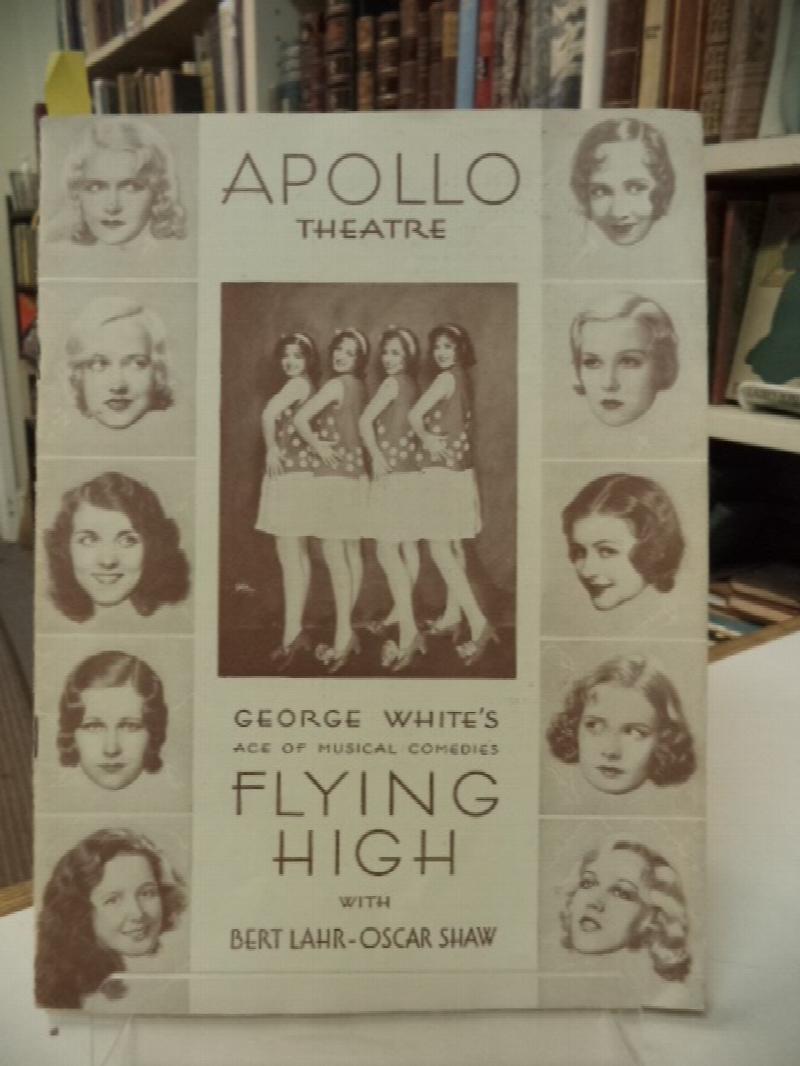 APOLLO
THEATRE
GEORGE WHITE'S
ACE OF MUSICAL COMEDIES
FLYING
HIGH
WITH
BERT LAHR-OSCAR SHAW